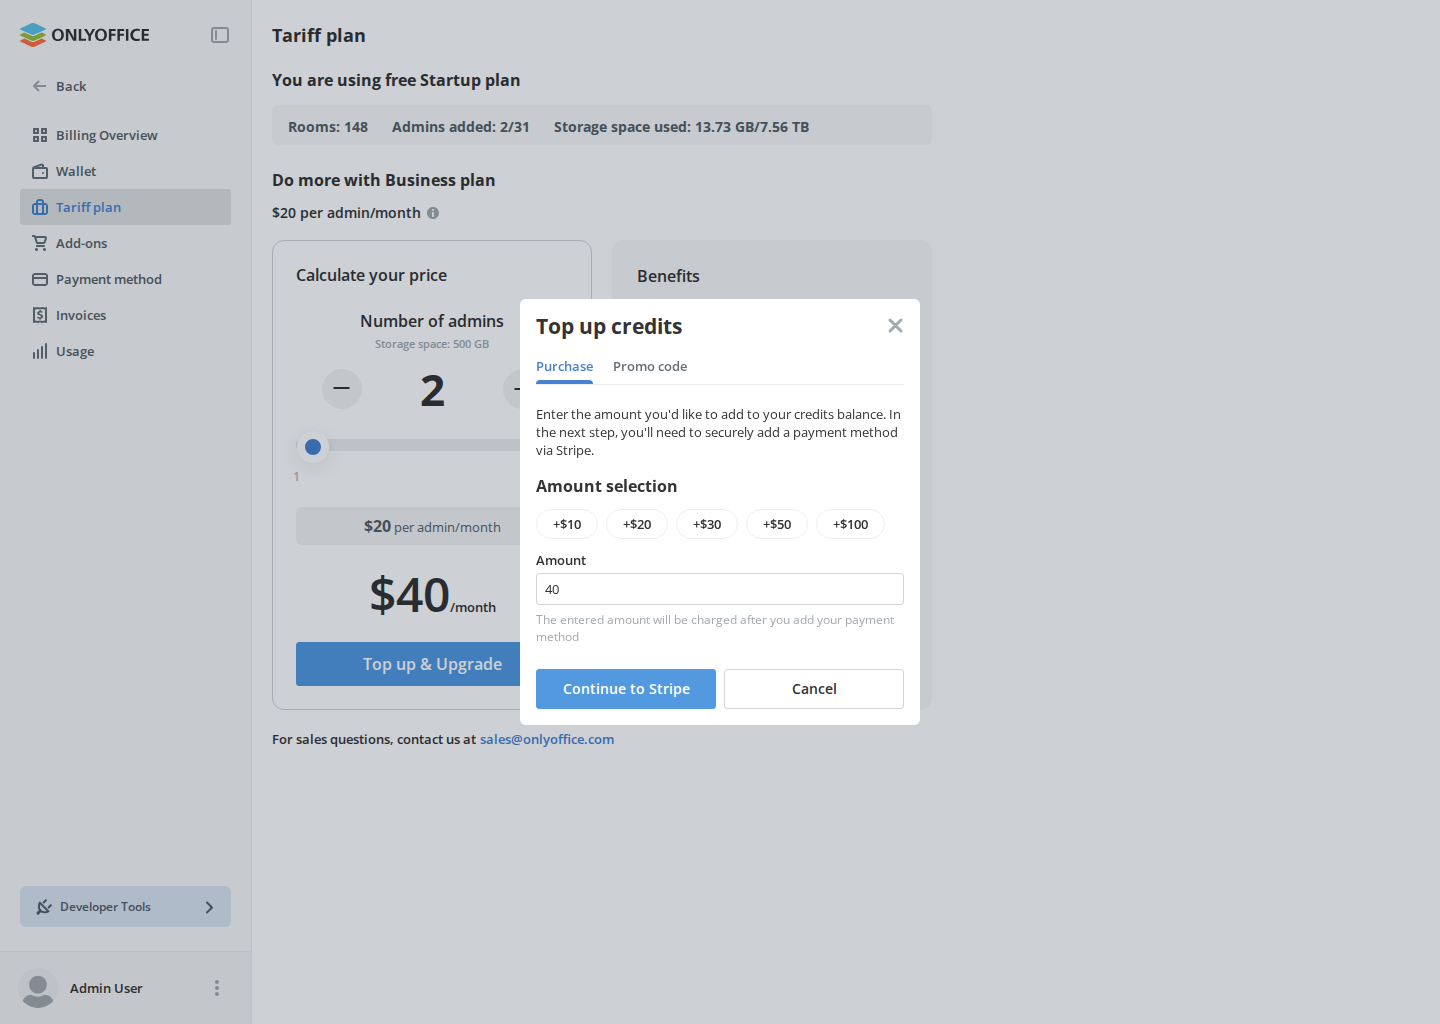 ONLYOFFICE
Back
Billing Overview
Wallet
Tariff plan
Add-ons
Payment method
Invoices
Usage
Developer Tools
Admin User
Tariff plan
You are using free Startup plan
Rooms: 148 Admins added: 2/31 Storage space used: 13.73 GB/7.56 TB
Do more with Business plan
$20 per admin/month
Calculate your price
Number of admins
Storage space: 500 GB
2
1
$20 per admin/month
$40/month
Top up & Upgrade
Benefits
For sales questions, contact us at sales@onlyoffice.com
Top up credits
Purchase Promo code
Enter the amount you'd like to add to your credits balance. In
the next step, you'll need to securely add a payment method
via Stripe.
Amount selection
+$10 +$20 +$30 +$50 +$100
Amount
40
The entered amount will be charged after you add your payment
method
Continue to Stripe Cancel